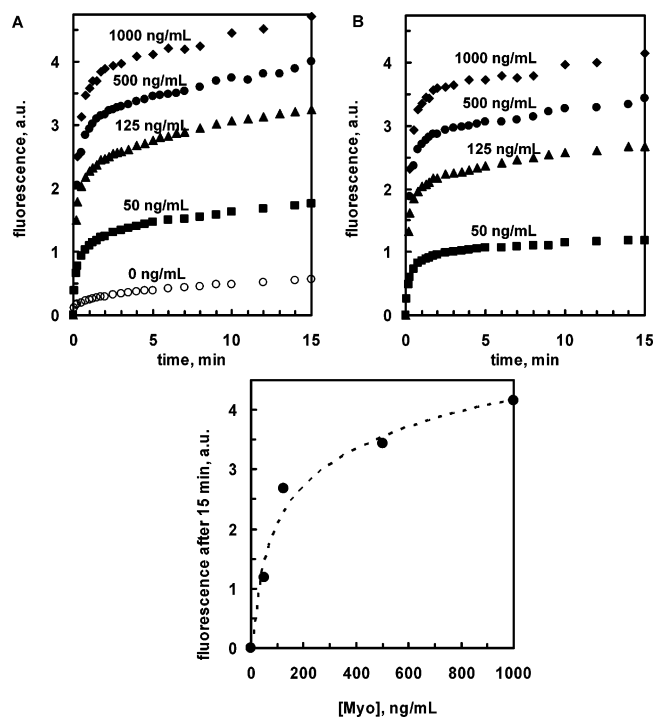 A
1000 ng/mL
500 ng/mL
125 ng/mL
50 ng/mL
0 ng/mL
fluorescence, a.u.
0
1
2
3
4
0
5
10
15
time, min
B
1000 ng/mL
500 ng/mL
125 ng/mL
50 ng/mL
fluorescence, a.u.
0
1
2
3
4
0
5
10
15
time, min
fluorescence after 15 min, a.u.
0
1
2
3
4
0
200
400
600
800
1000
[Myo], ng/mL